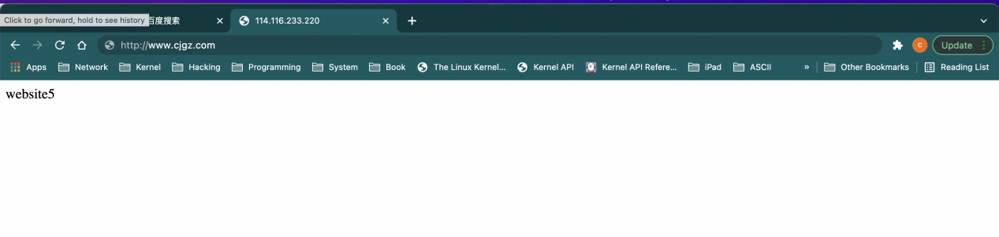 Click to go forward, hold to see history 百度搜索 114.116.233.220
http://www.cjgz.com C Update
Apps Network Kernel Hacking Programming System Book The Linux Kernel... Kernel API Kernel API Refere... iPad ASCII » Other Bookmarks Reading List
website5